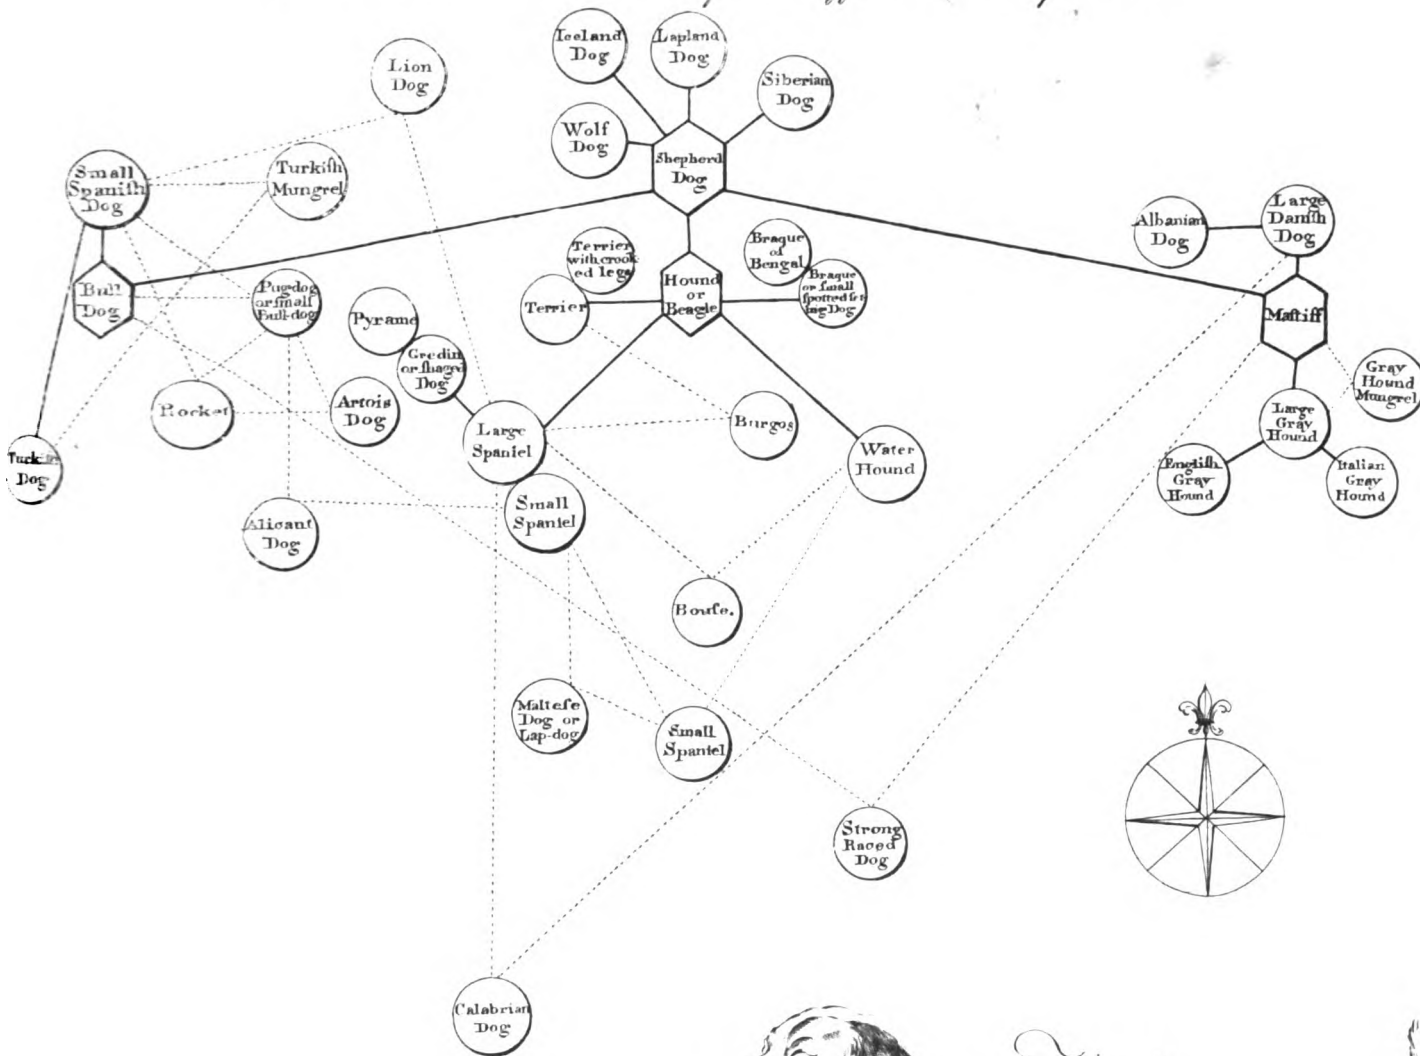 Iceland
Dog
Lapland
Dog
Lion
Dog
Siberian
Dog
Wolf
Dog
Shepherd
Dog
Small
Spaniſh
Dog
Turkiſh
Mungrel
Albanian
Dog
Large
Daniſh
Dog
Terrier
with crook
ed legs
Braque
of
Bengal
Bull
Dog
Pug-dog
or ſmall
Bull-dog
Pyrame
Terrier
Hound
or
Beagle
Braque
or ſmall
ſpotted ſet
ing Dog
Maſtiff
Gredin
or ſhaged
Dog
Gray
Hound
Mungrel
Rocket
Artois
Dog
Large
Spaniel
Burgos
Water
Hound
Large
Gray
Hound
Dog
Engliſh
Gray
Hound
Italian
Gray
Hound
Alicant
Dog
Small
Spaniel
Boufe.
Malteſe
Dog or
Lap-dog
Small
Spaniel
Strong
Raced
Dog
Calabrian
Dog